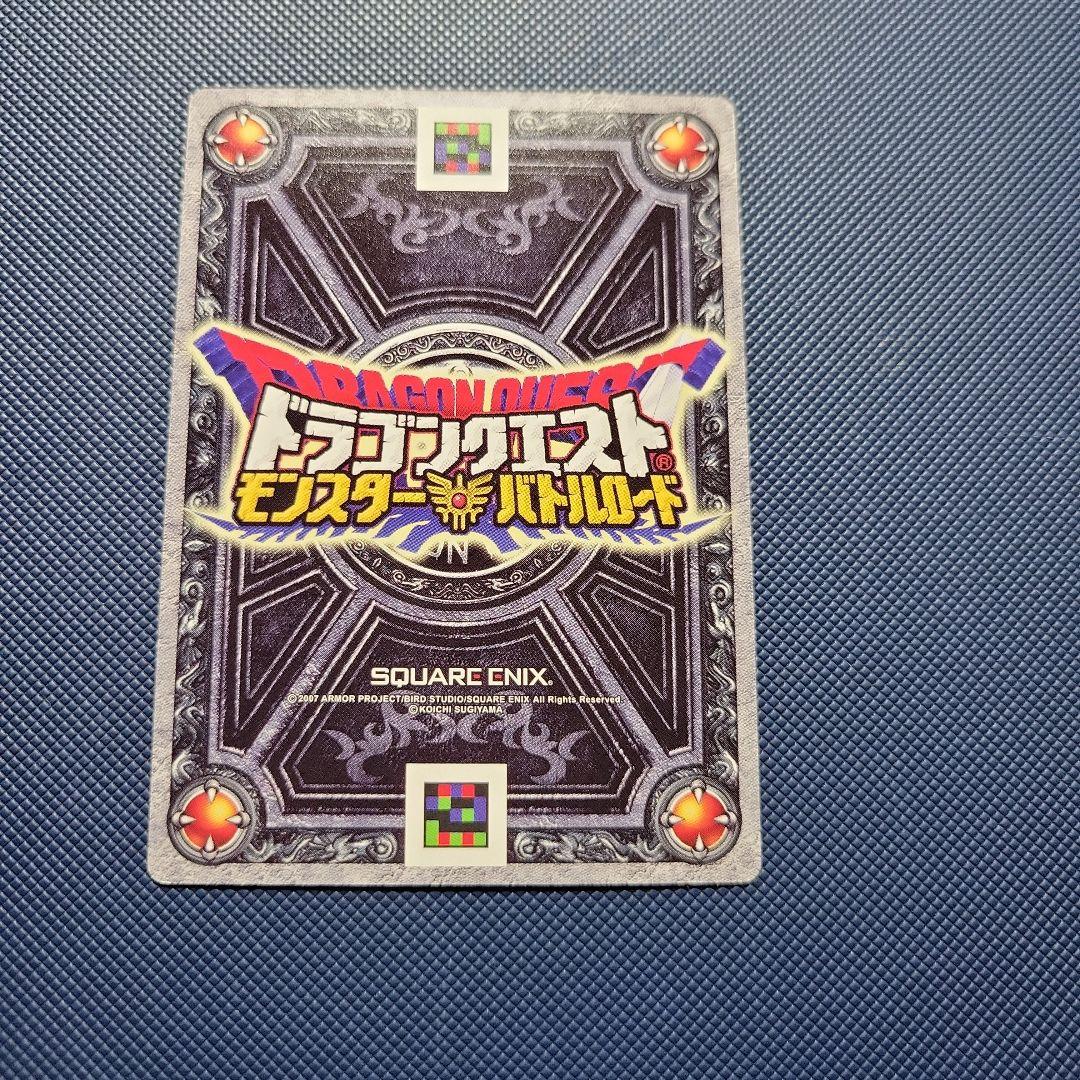 DRAGON QUEST
ドラゴンクエスト®
モンスターバトルロード
SQUARE ENIX®
©2007 ARMOR PROJECT/BIRD STUDIO/SQUARE ENIX All Rights Reserved.
©KOICHI SUGIYAMA